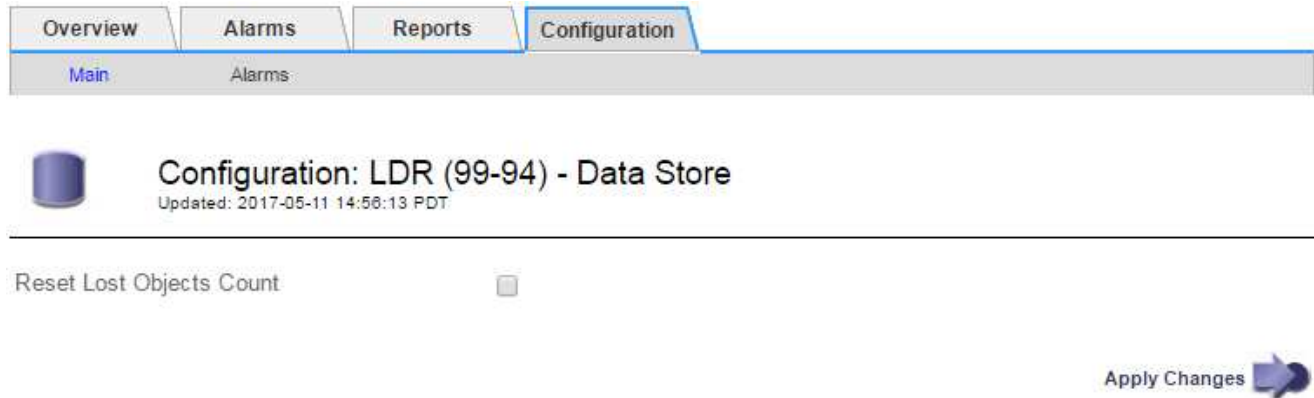 Overview Alarms Reports Configuration
Main Alarms
Configuration: LDR (99-94) - Data Store
Updated: 2017-05-11 14:56:13 PDT
Reset Lost Objects Count
Apply Changes